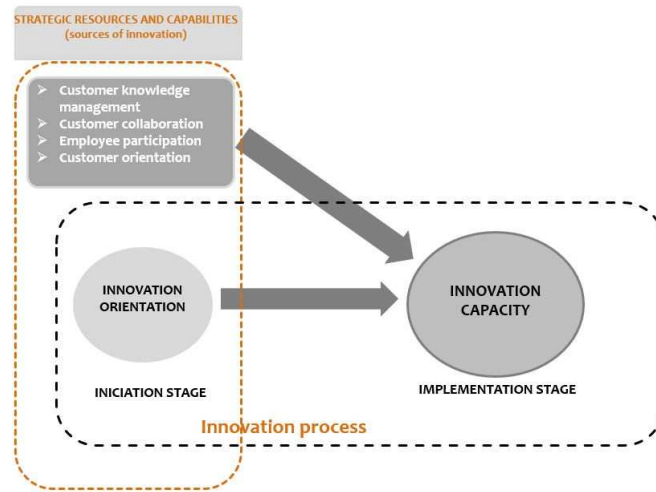 STRATEGIC RESOURCES AND CAPABILITIES
(sources of innovation)
➢ Customer knowledge
management
➢ Customer collaboration
➢ Employee participation
➢ Customer orientation
INNOVATION
ORIENTATION
INNOVATION
CAPACITY
INICIATION STAGE
IMPLEMENTATION STAGE
Innovation process